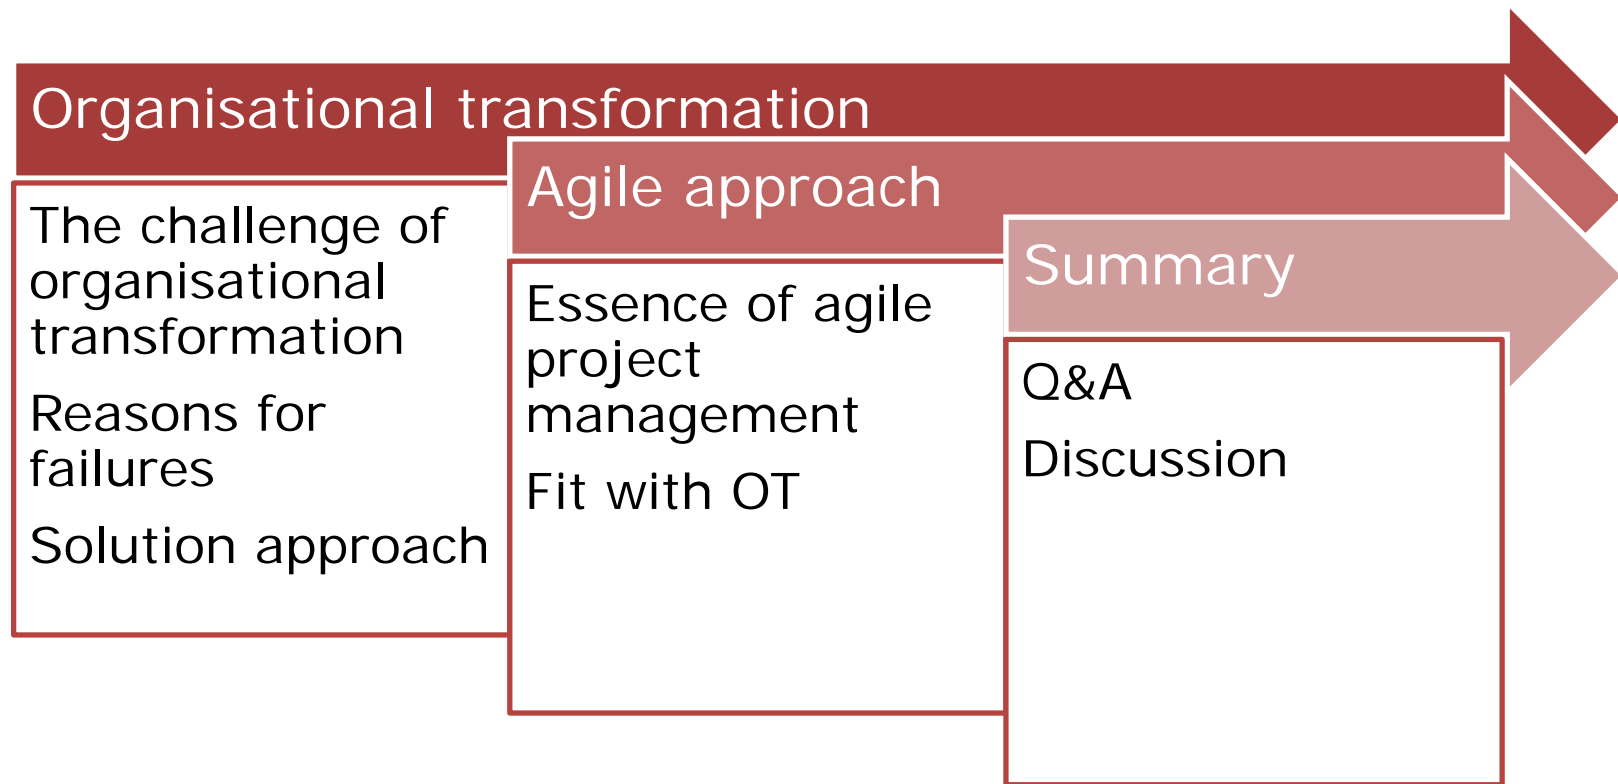 Organisational transformation
The challenge of
organisational
transformation
Reasons for
failures
Solution approach
Agile approach
Essence of agile
project
management
Fit with OT
Summary
Q&A
Discussion